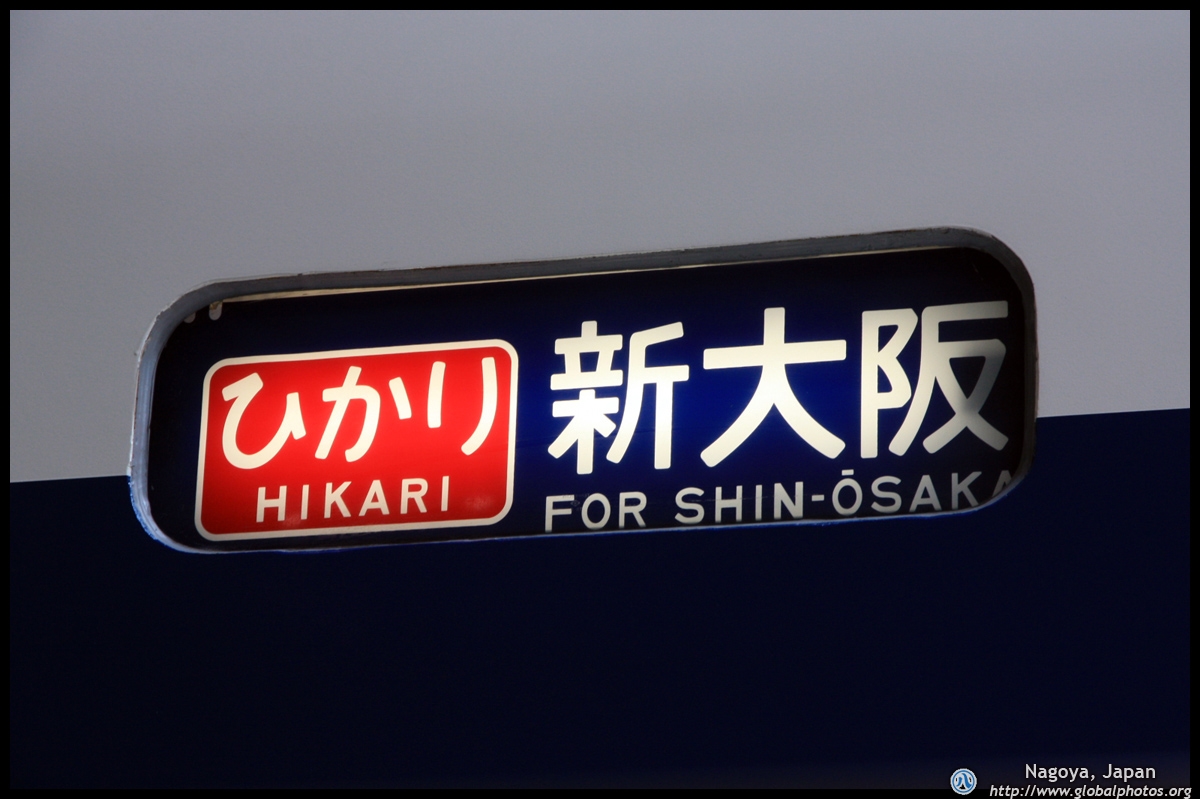 ひかり
HIKARI
新大阪
FOR SHIN-ŌSAKA
Nagoya, Japan
http://www.globalphotos.org